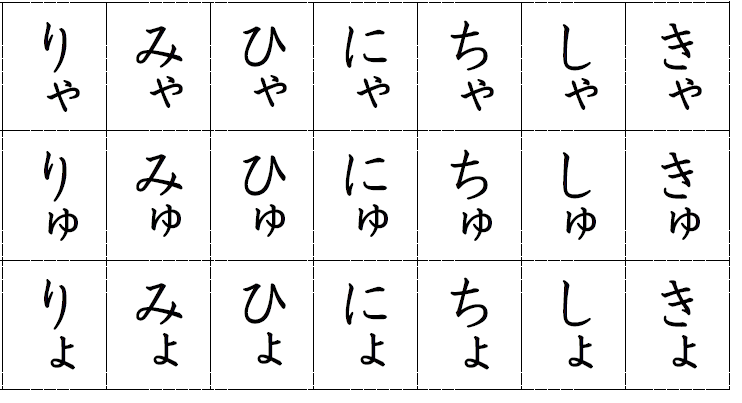 きゃ しゃ ちゃ にゃ ひゃ みゃ りゃ
きゅ しゅ ちゅ にゅ ひゅ みゅ りゅ
きょ しょ ちょ にょ ひょ みょ りょ